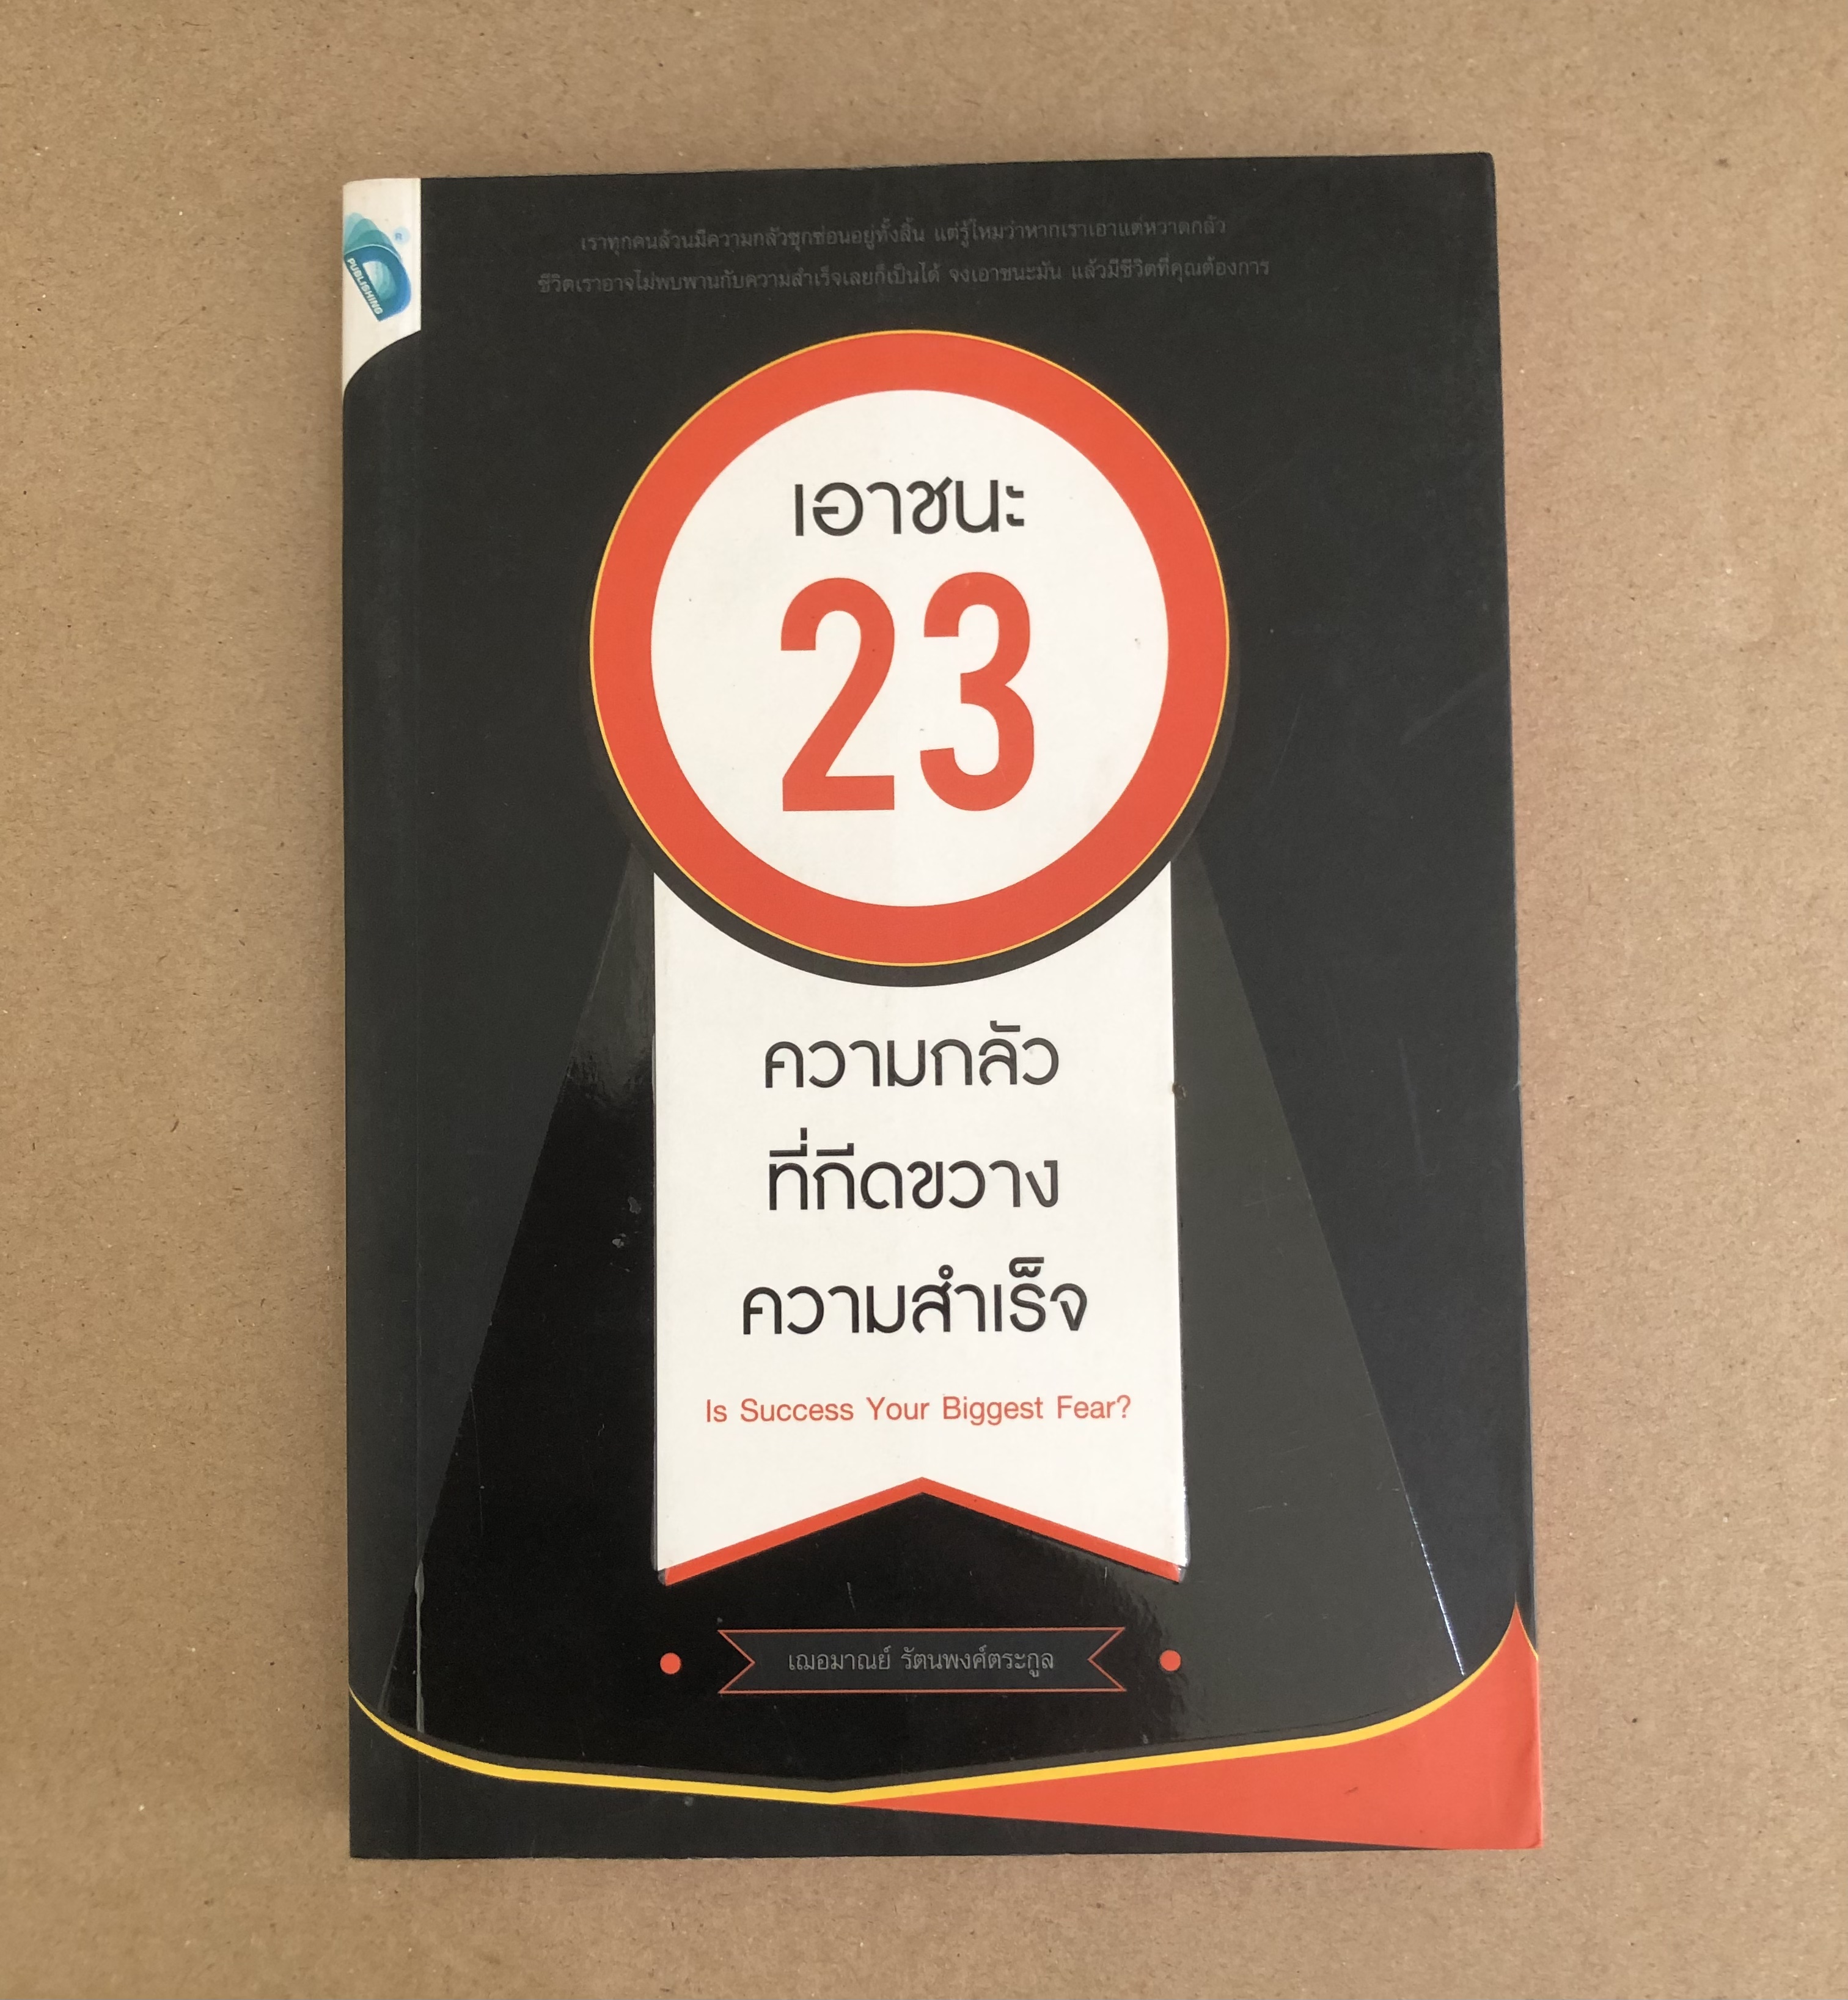 เราทุกคนล้วนมีความกลัวซุกซ่อนอยู่ทั้งสิ้น แต่รู้ไหมว่าหากเราเอาแต่หวาดกลัว
ชีวิตเราอาจไม่พบพานกับความสำเร็จเลยก็เป็นได้ จงเอาชนะมัน แล้วมีชีวิตที่คุณต้องการ
PUBLISHING
เอาชนะ
23
ความกลัว
ที่กีดขวาง
ความสำเร็จ
Is Success Your Biggest Fear?
เฌอมาณย์ รัตนพงศ์ตระกูล